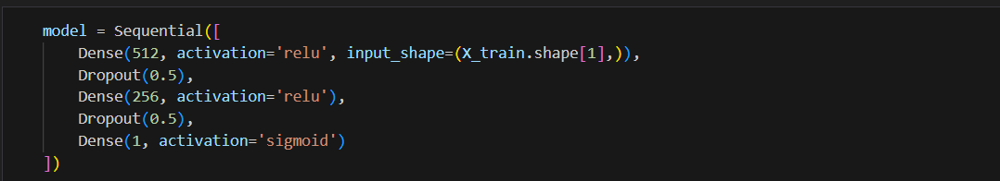 model = Sequential([
    Dense(512, activation='relu', input_shape=(X_train.shape[1],)),
    Dropout(0.5),
    Dense(256, activation='relu'),
    Dropout(0.5),
    Dense(1, activation='sigmoid')
])